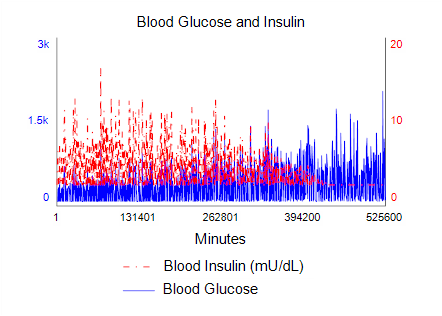 Blood Glucose and Insulin
3k
20
1.5k
10
0
0
1 131401 262801 394200 525600
Minutes
Blood Insulin (mU/dL)
Blood Glucose